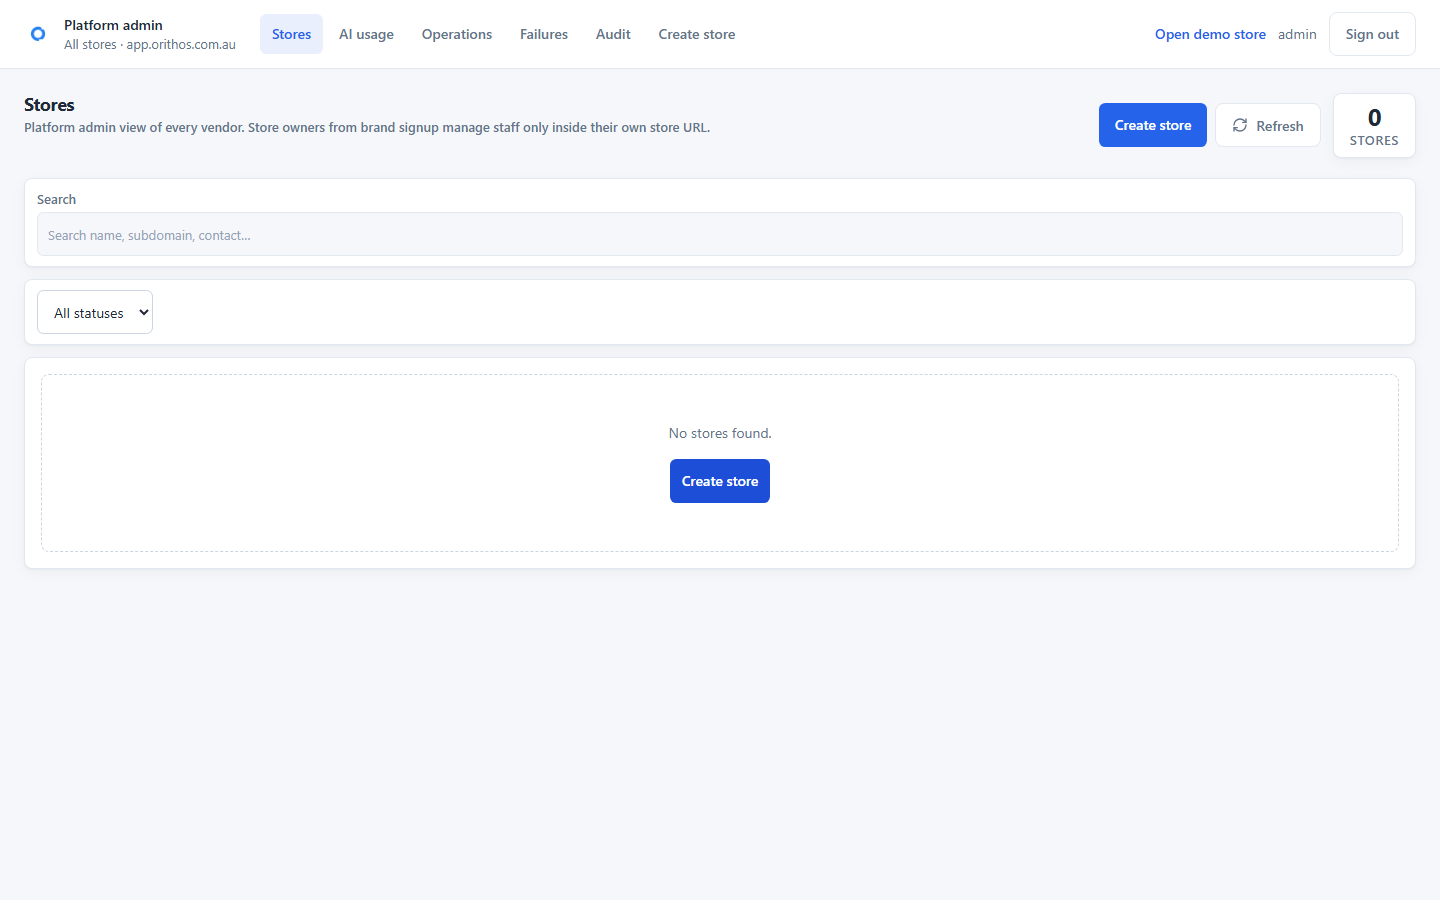 Platform admin
All stores · app.orithos.com.au
Stores
AI usage
Operations
Failures
Audit
Create store
Open demo store
admin
Sign out
Stores
Platform admin view of every vendor. Store owners from brand signup manage staff only inside their own store URL.
Create store
Refresh
0
STORES
Search
Search name, subdomain, contact...
All statuses
No stores found.
Create store